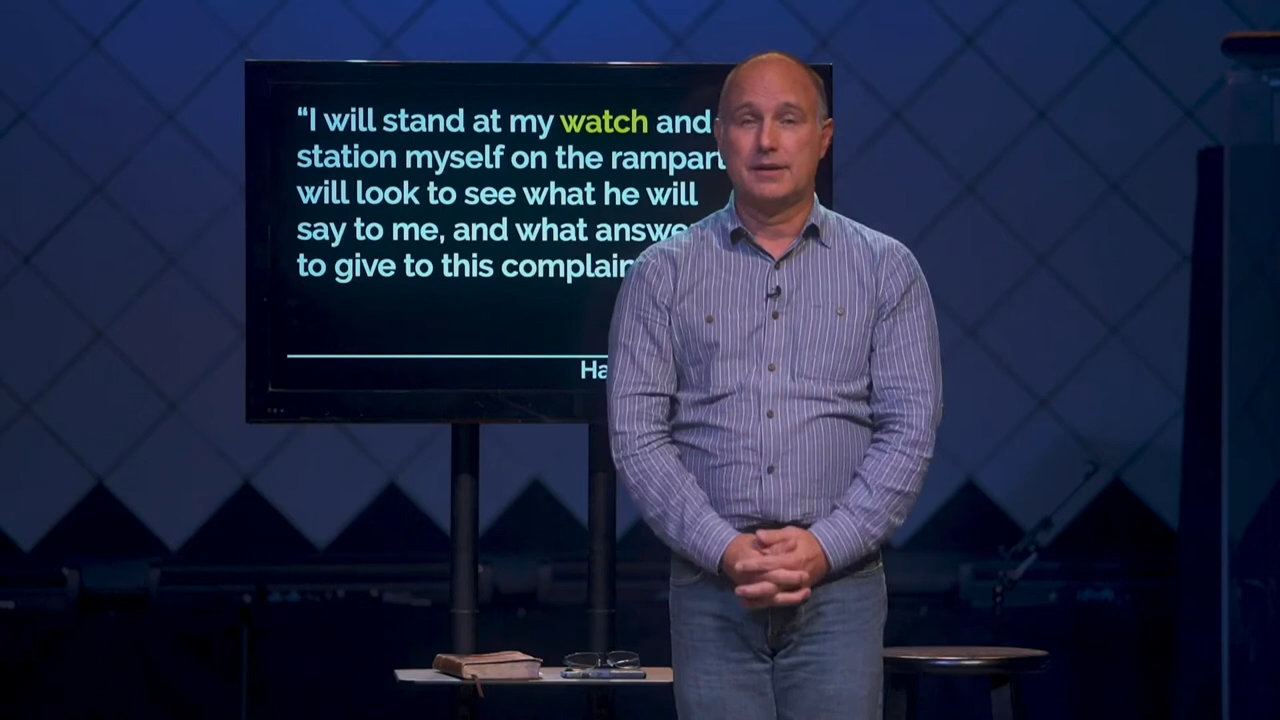 “I will stand at my watch and
station myself on the rampart
will look to see what he will
say to me, and what answe
to give to this complain
Ha